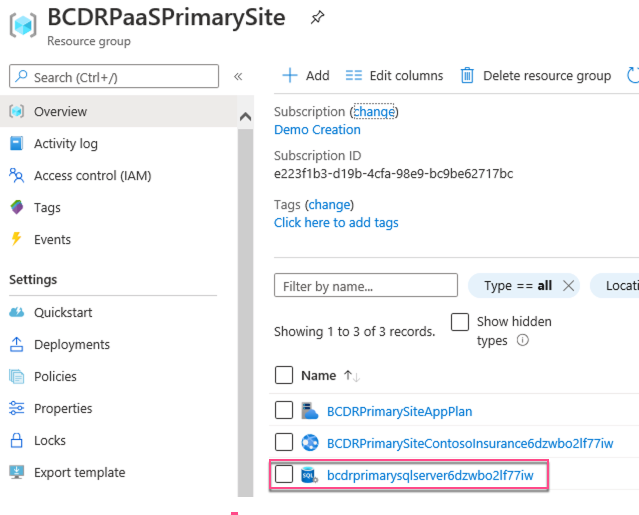 BCDRPaaSPrimarySite
Resource group
Search (Ctrl+/)
«
Add
Edit columns
Delete resource group
Overview
Activity log
Access control (IAM)
Tags
Events
Settings
Quickstart
Deployments
Policies
Properties
Locks
Export template
Subscription (change)
Demo Creation
Subscription ID
e223f1b3-d19b-4cfa-98e9-bc9be62717bc
Tags (change)
Click here to add tags
Filter by name...
Type == all
Locati
Showing 1 to 3 of 3 records.
Show hidden
types
Name ↑↓
BCDRPrimarySiteAppPlan
BCDRPrimarySiteContosoInsurance6dzwbo2lf77iw
SQL
bcdrprimarysqlserver6dzwbo2lf77iw